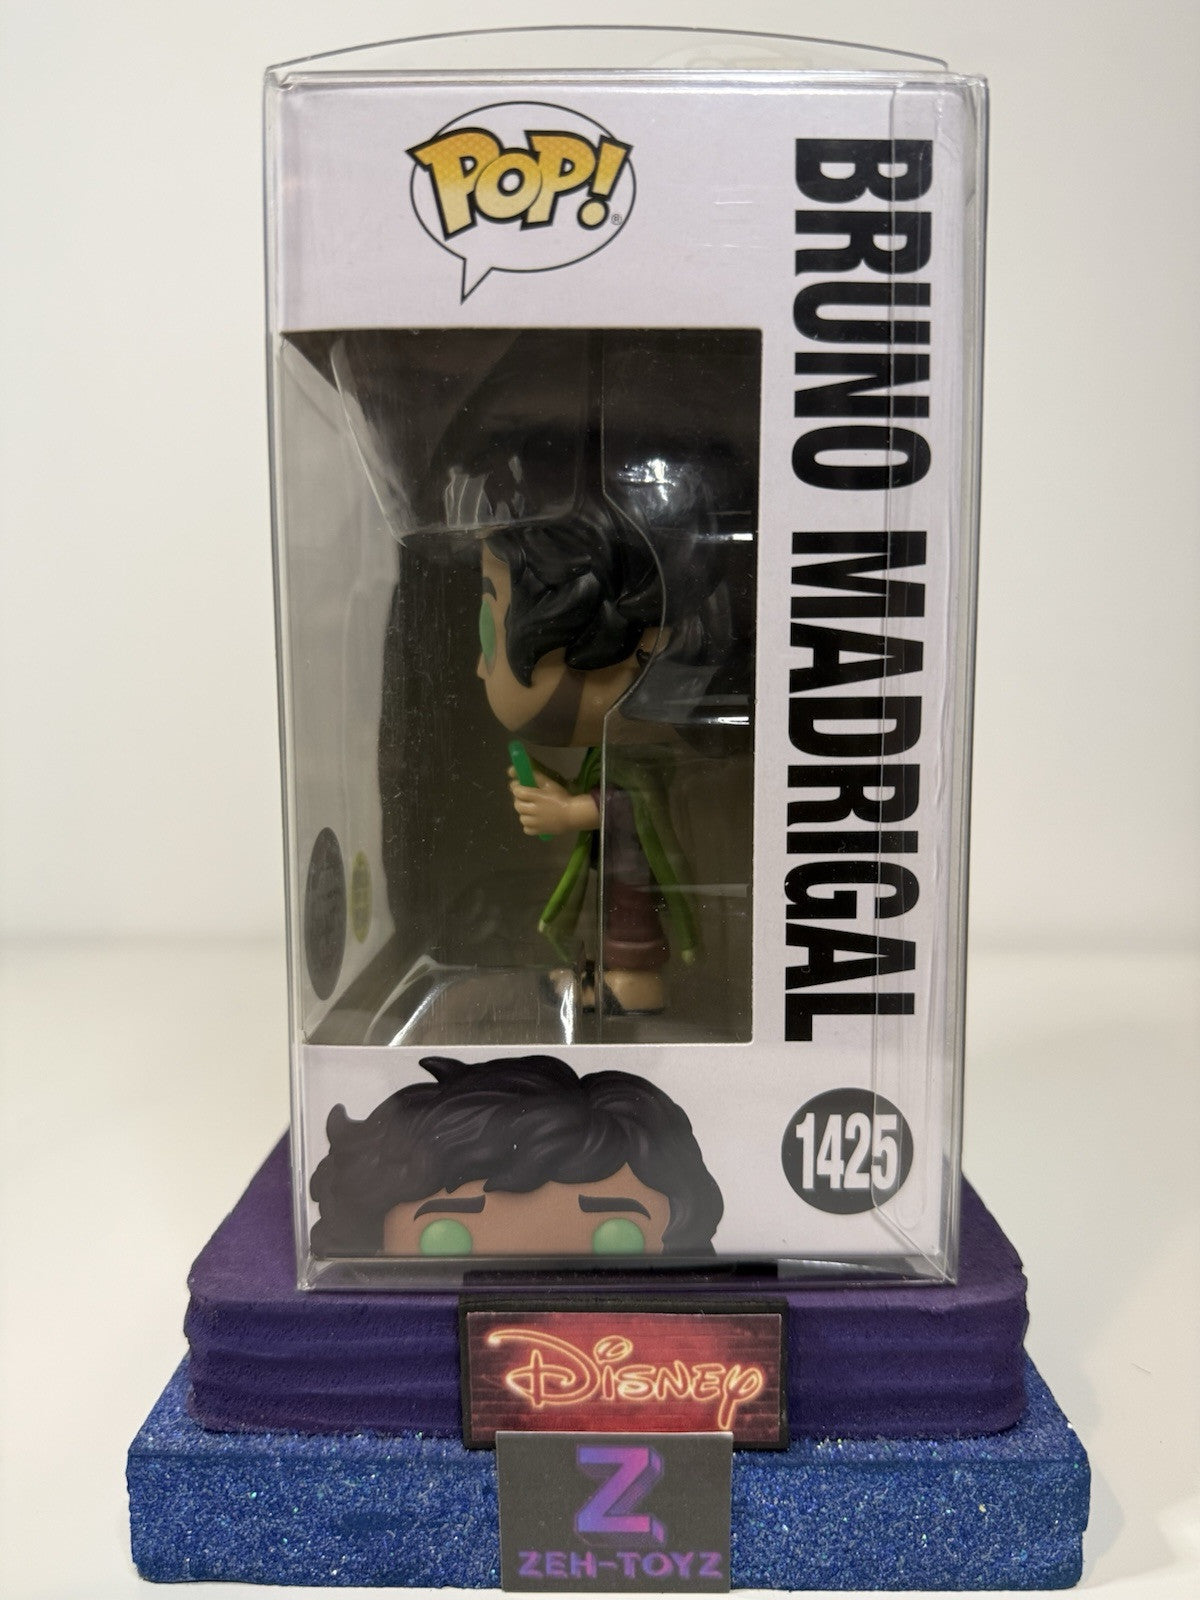 POP!
®
BRUNO MADRIGAL
1425
DISNEY
Z
ZEH-TOYZ